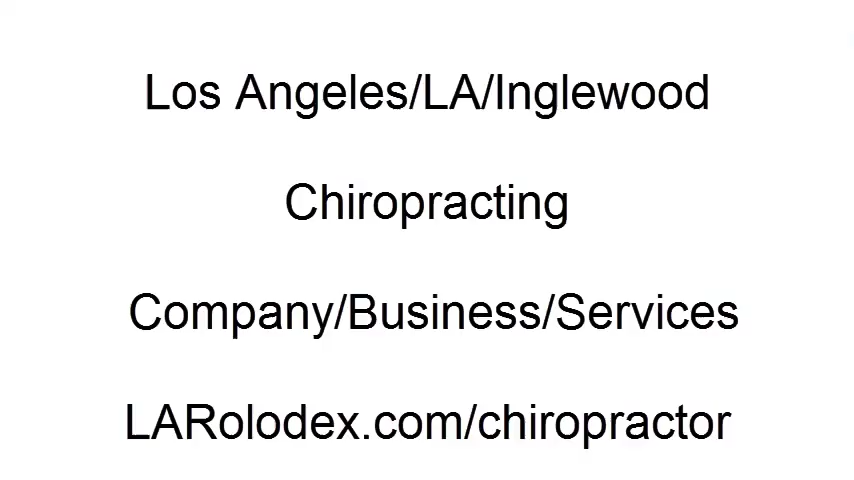 Los Angeles/LA/Inglewood
Chiropracting
Company/Business/Services
LARolodex.com/chiropractor